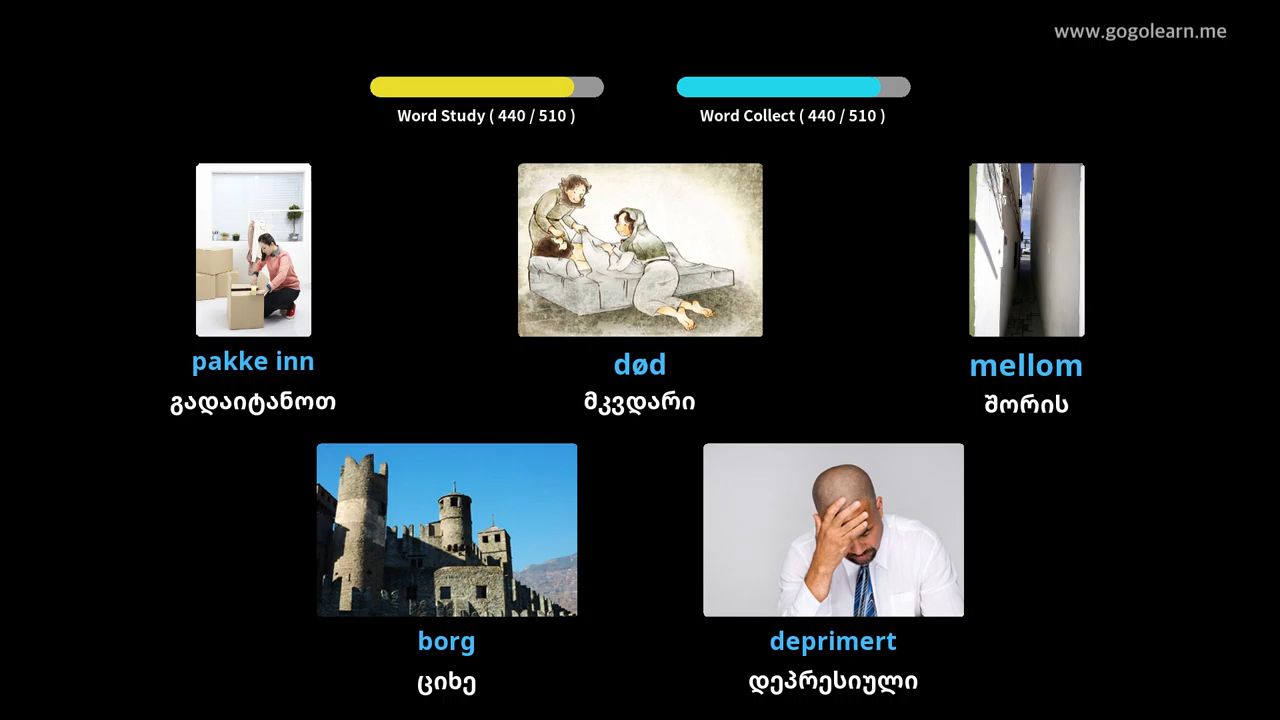 www.gogolearn.me
Word Study ( 440 / 510 )
Word Collect ( 440 / 510 )
pakke inn
გადაიტანოთ
død
მკვდარი
mellom
შორის
borg
ციხე
deprimert
დეპრესიული